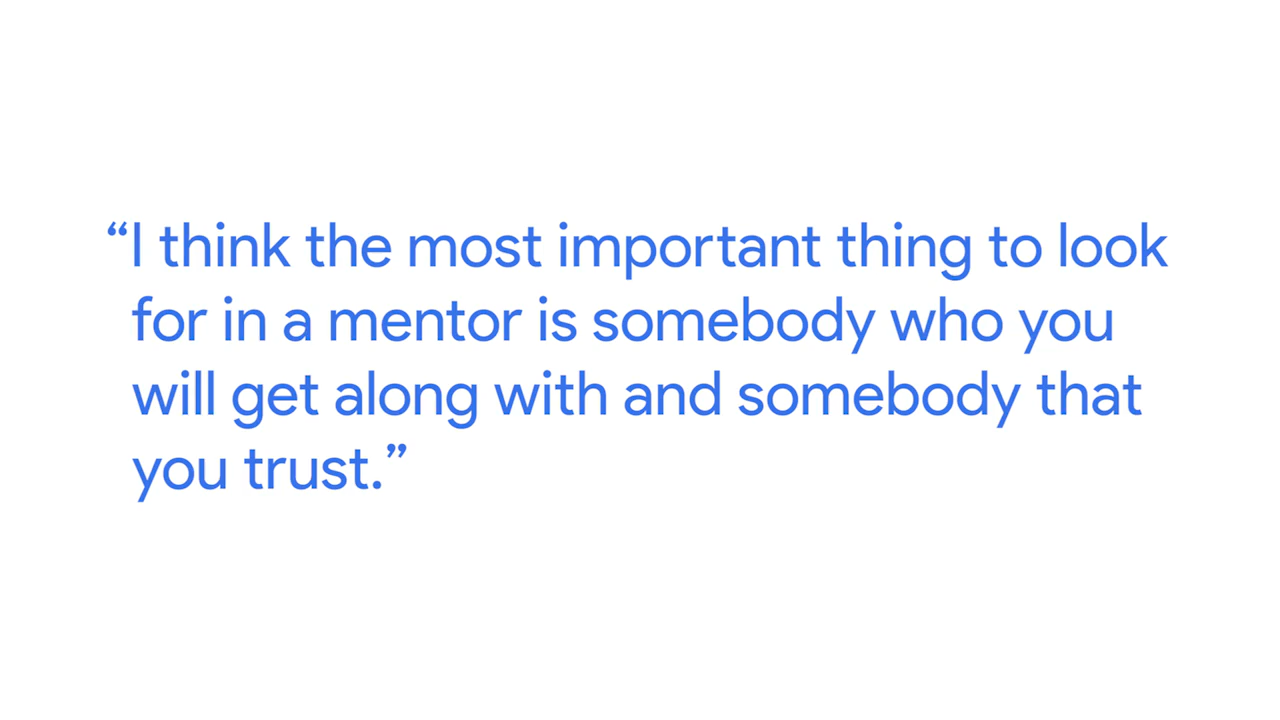 “I think the most important thing to look
for in a mentor is somebody who you
will get along with and somebody that
you trust.”